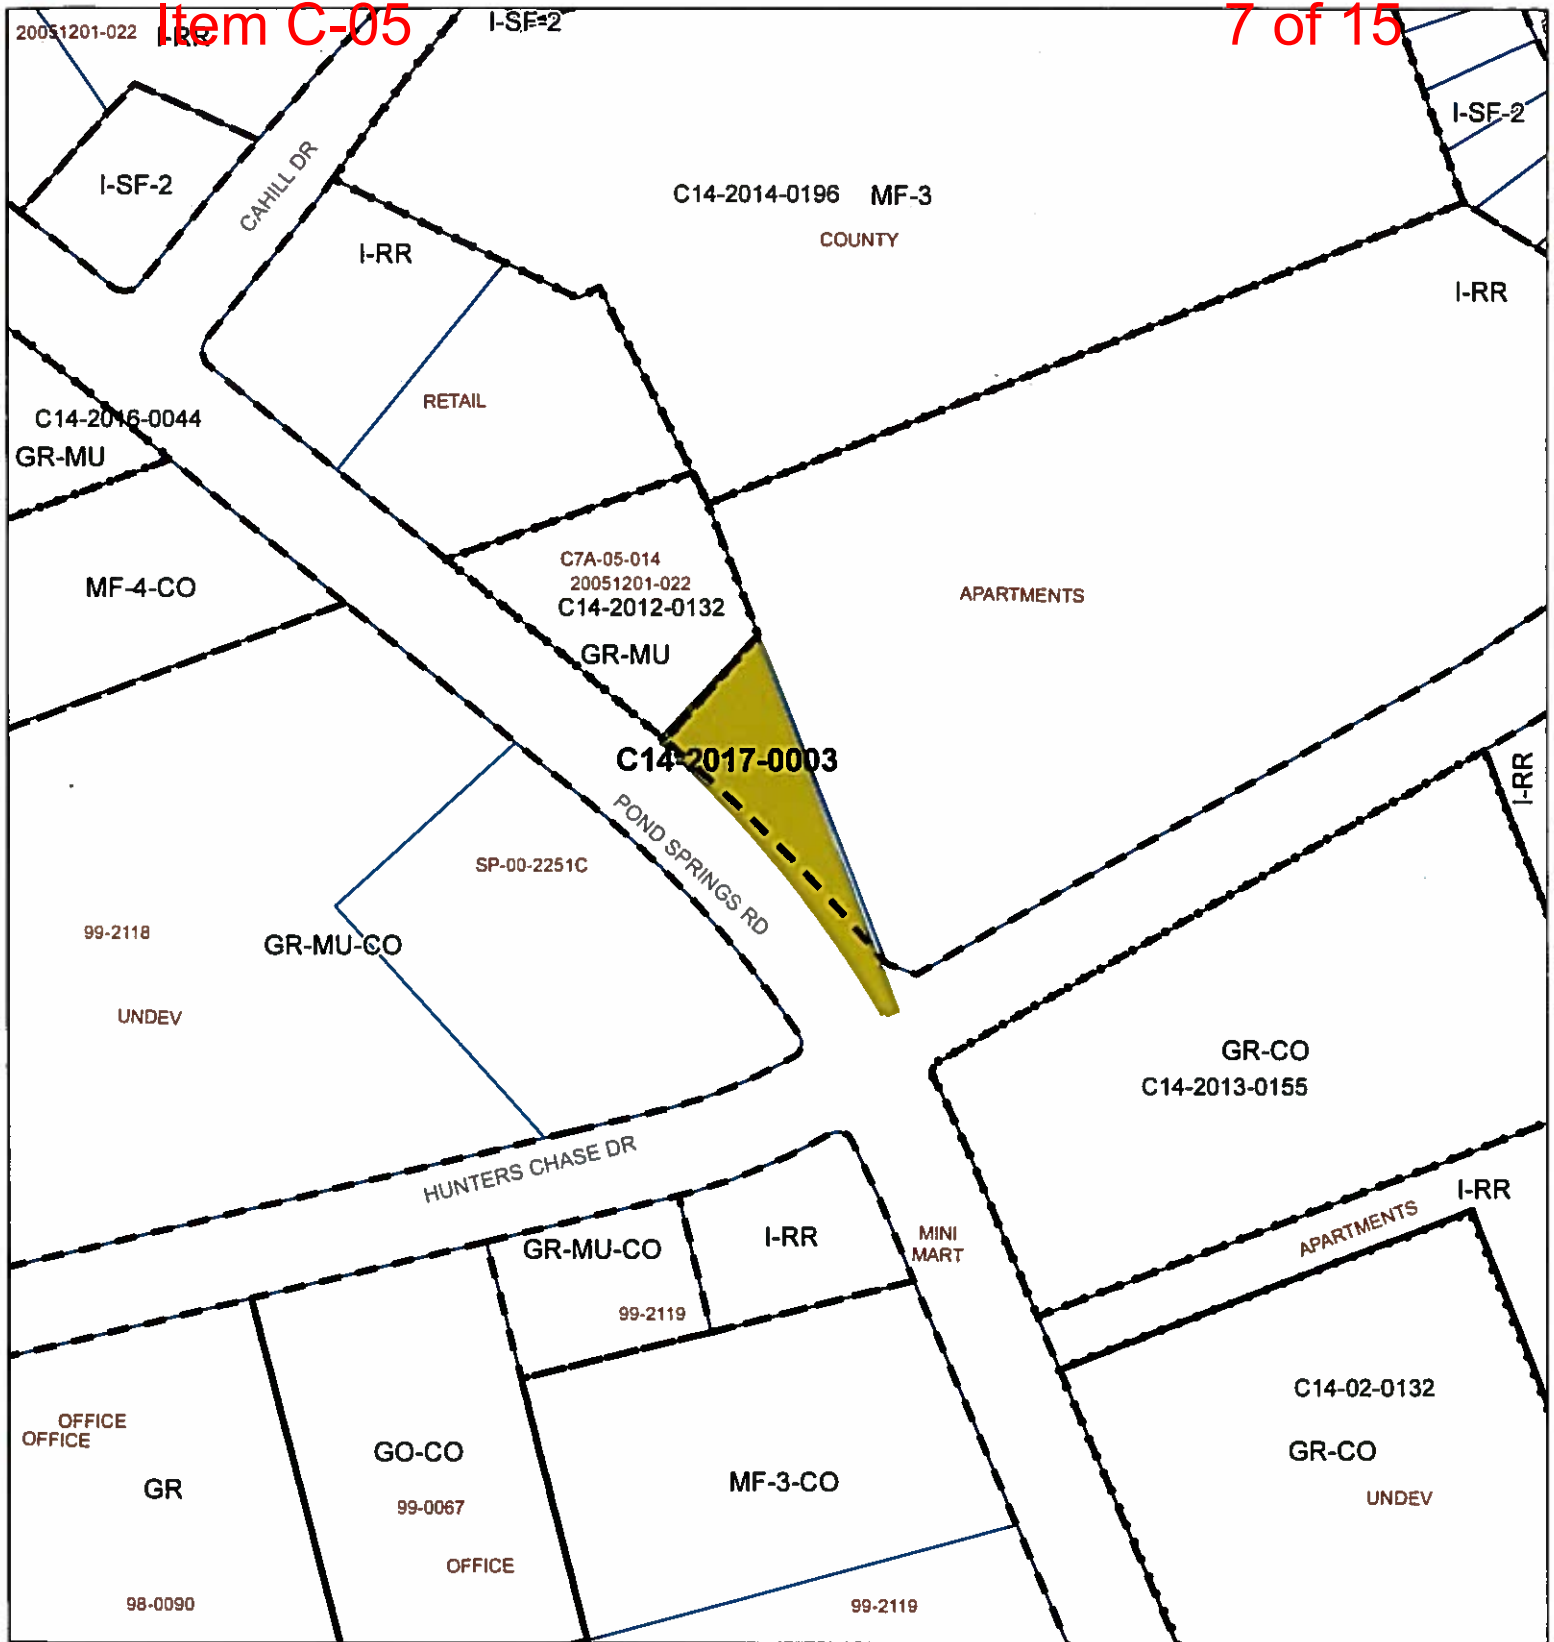 Item C-05
7 of 15
20051201-022
I-RR
I-SF-2
I-SF-2
I-SF-2
CAHILL DR
C14-2014-0196 MF-3
COUNTY
I-RR
I-RR
RETAIL
C14-2016-0044
GR-MU
C7A-05-014
20051201-022
C14-2012-0132
GR-MU
MF-4-CO
APARTMENTS
C14-2017-0003
I-RR
POND SPRINGS RD
SP-00-2251C
99-2118
GR-MU-CO
UNDEV
GR-CO
C14-2013-0155
HUNTERS CHASE DR
I-RR
APARTMENTS
GR-MU-CO
I-RR
MINI
MART
99-2119
C14-02-0132
GR-CO
UNDEV
OFFICE
OFFICE
GR
GO-CO
99-0067
OFFICE
MF-3-CO
98-0090
99-2119